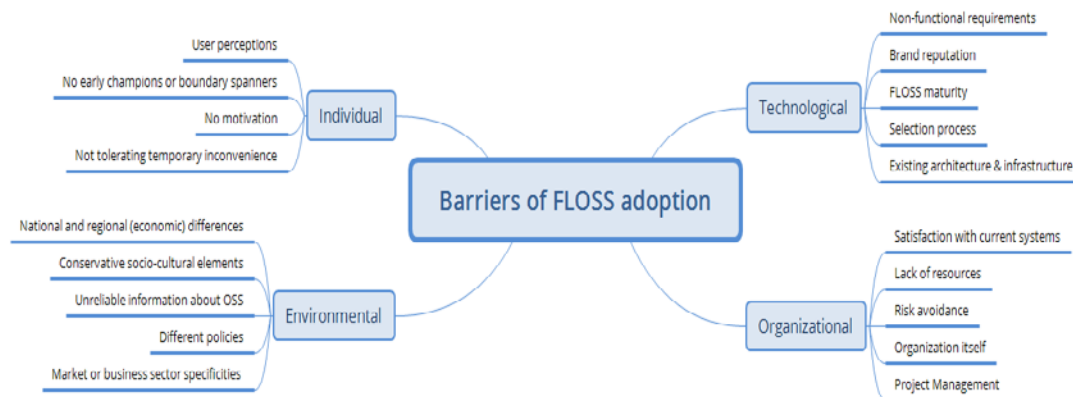 Barriers of FLOSS adoption
Individual
User perceptions
No early champions or boundary spanners
No motivation
Not tolerating temporary inconvenience
Technological
Non-functional requirements
Brand reputation
FLOSS maturity
Selection process
Existing architecture & infrastructure
Environmental
National and regional (economic) differences
Conservative socio-cultural elements
Unreliable information about OSS
Different policies
Market or business sector specificities
Organizational
Satisfaction with current systems
Lack of resources
Risk avoidance
Organization itself
Project Management